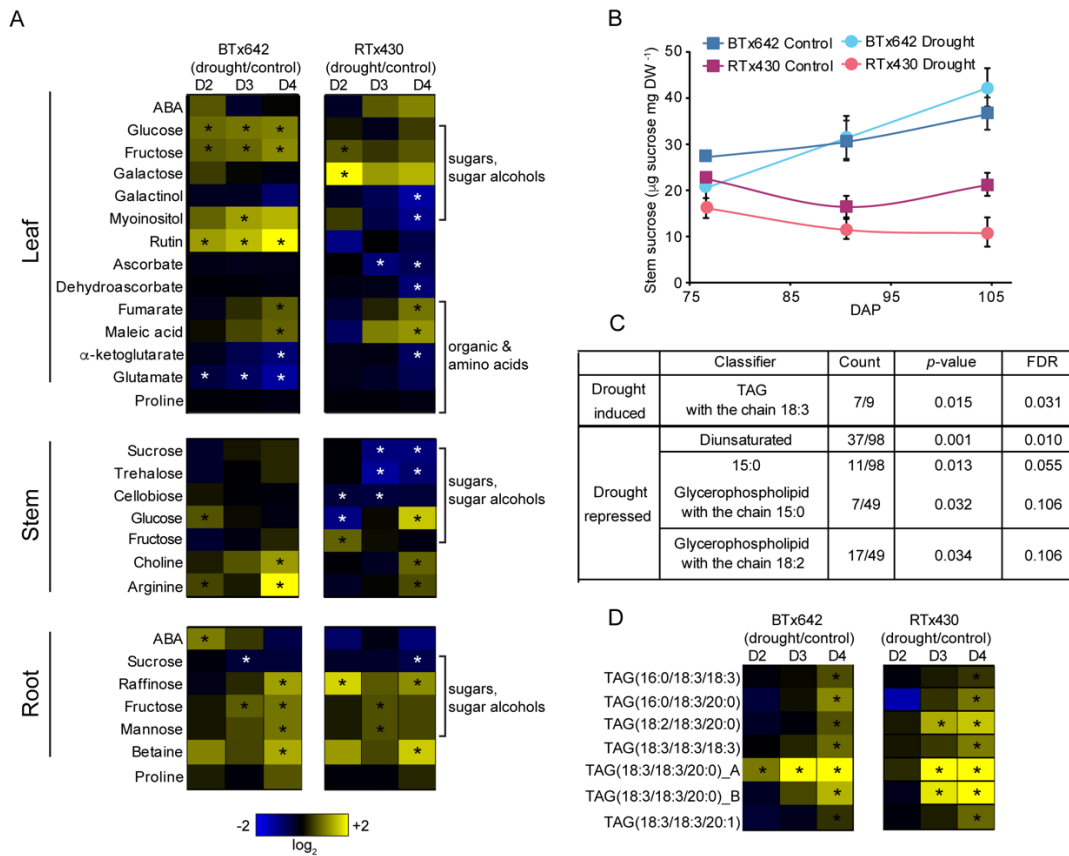 A
BTx642
(drought/control)
D2 D3 D4
RTx430
(drought/control)
D2 D3 D4
Leaf
ABA
Glucose
Fructose
Galactose
Galactinol
Myoinositol
Rutin
Ascorbate
Dehydroascorbate
Fumarate
Maleic acid
α-ketoglutarate
Glutamate
Proline
sugars,
sugar alcohols
organic &
amino acids
Stem
Sucrose
Trehalose
Cellobiose
Glucose
Fructose
Choline
Arginine
sugars,
sugar alcohols
Root
ABA
Sucrose
Raffinose
Fructose
Mannose
Betaine
Proline
sugars,
sugar alcohols
-2 +2
log2
B
BTx642 Control BTx642 Drought
RTx430 Control RTx430 Drought
Stem sucrose (µg sucrose mg DW -1)
50
40
30
20
10
0
75 85 95 105
DAP
C
Classifier Count p-value FDR
Drought induced TAG with the chain 18:3 7/9 0.015 0.031
Drought repressed Diunsaturated 37/98 0.001 0.010
15:0 11/98 0.013 0.055
Glycerophospholipid with the chain 15:0 7/49 0.032 0.106
Glycerophospholipid with the chain 18:2 17/49 0.034 0.106
D
BTx642
(drought/control)
D2 D3 D4
RTx430
(drought/control)
D2 D3 D4
TAG(16:0/18:3/18:3)
TAG(16:0/18:3/20:0)
TAG(18:2/18:3/20:0)
TAG(18:3/18:3/18:3)
TAG(18:3/18:3/20:0)_A
TAG(18:3/18:3/20:0)_B
TAG(18:3/18:3/20:1)